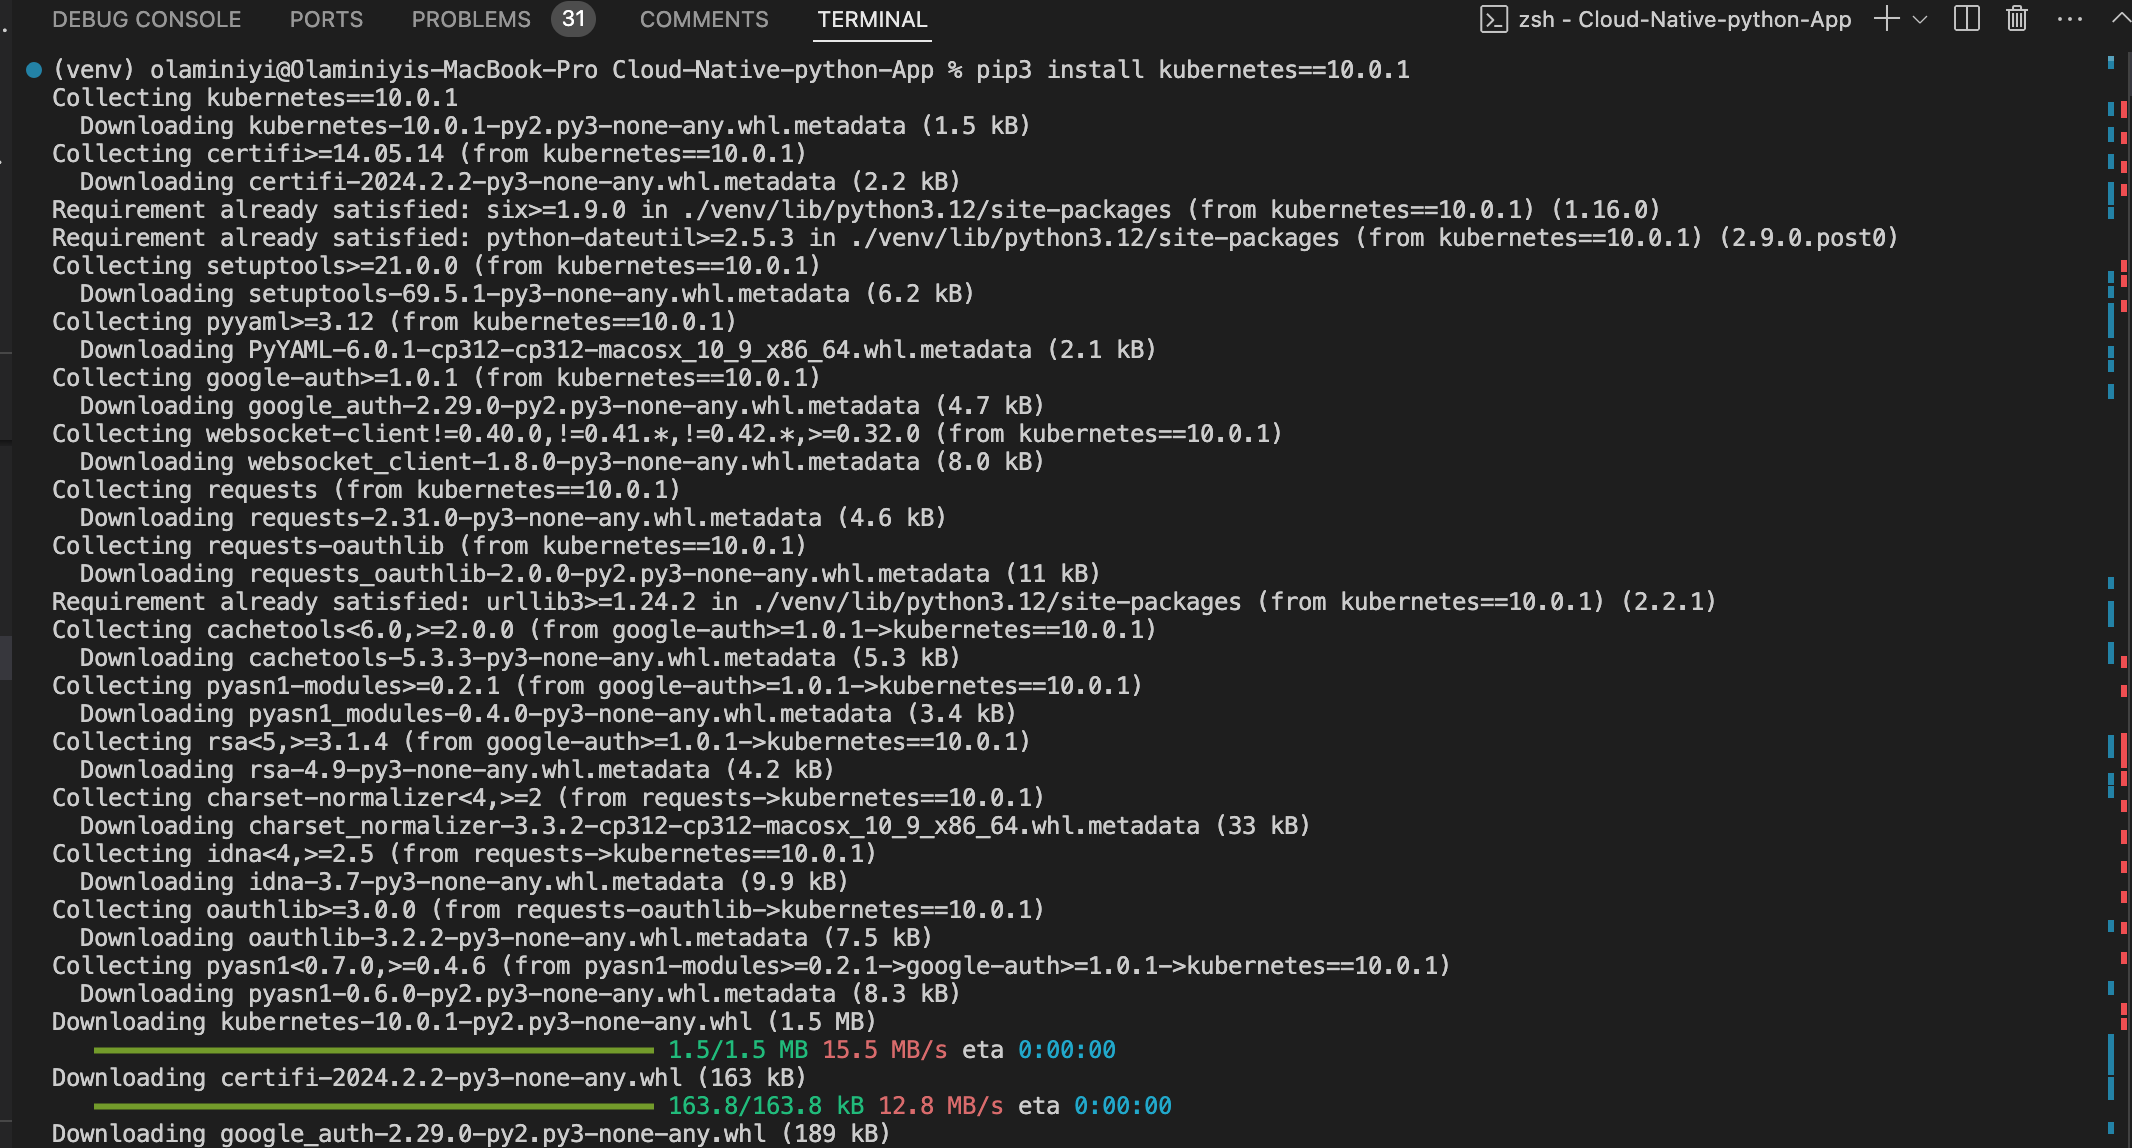 DEBUG CONSOLE PORTS PROBLEMS 31 COMMENTS TERMINAL zsh - Cloud-Native-python-App
(venv) olaminiyi@Olaminiyis-MacBook-Pro Cloud-Native-python-App % pip3 install kubernetes==10.0.1
Collecting kubernetes==10.0.1
  Downloading kubernetes-10.0.1-py2.py3-none-any.whl.metadata (1.5 kB)
Collecting certifi>=14.05.14 (from kubernetes==10.0.1)
  Downloading certifi-2024.2.2-py3-none-any.whl.metadata (2.2 kB)
Requirement already satisfied: six>=1.9.0 in ./venv/lib/python3.12/site-packages (from kubernetes==10.0.1) (1.16.0)
Requirement already satisfied: python-dateutil>=2.5.3 in ./venv/lib/python3.12/site-packages (from kubernetes==10.0.1) (2.9.0.post0)
Collecting setuptools>=21.0.0 (from kubernetes==10.0.1)
  Downloading setuptools-69.5.1-py3-none-any.whl.metadata (6.2 kB)
Collecting pyyaml>=3.12 (from kubernetes==10.0.1)
  Downloading PyYAML-6.0.1-cp312-cp312-macosx_10_9_x86_64.whl.metadata (2.1 kB)
Collecting google-auth>=1.0.1 (from kubernetes==10.0.1)
  Downloading google_auth-2.29.0-py2.py3-none-any.whl.metadata (4.7 kB)
Collecting websocket-client!=0.40.0,!=0.41.*,!=0.42.*,>=0.32.0 (from kubernetes==10.0.1)
  Downloading websocket_client-1.8.0-py3-none-any.whl.metadata (8.0 kB)
Collecting requests (from kubernetes==10.0.1)
  Downloading requests-2.31.0-py3-none-any.whl.metadata (4.6 kB)
Collecting requests-oauthlib (from kubernetes==10.0.1)
  Downloading requests_oauthlib-2.0.0-py2.py3-none-any.whl.metadata (11 kB)
Requirement already satisfied: urllib3>=1.24.2 in ./venv/lib/python3.12/site-packages (from kubernetes==10.0.1) (2.2.1)
Collecting cachetools<6.0,>=2.0.0 (from google-auth>=1.0.1->kubernetes==10.0.1)
  Downloading cachetools-5.3.3-py3-none-any.whl.metadata (5.3 kB)
Collecting pyasn1-modules>=0.2.1 (from google-auth>=1.0.1->kubernetes==10.0.1)
  Downloading pyasn1_modules-0.4.0-py3-none-any.whl.metadata (3.4 kB)
Collecting rsa<5,>=3.1.4 (from google-auth>=1.0.1->kubernetes==10.0.1)
  Downloading rsa-4.9-py3-none-any.whl.metadata (4.2 kB)
Collecting charset-normalizer<4,>=2 (from requests->kubernetes==10.0.1)
  Downloading charset_normalizer-3.3.2-cp312-cp312-macosx_10_9_x86_64.whl.metadata (33 kB)
Collecting idna<4,>=2.5 (from requests->kubernetes==10.0.1)
  Downloading idna-3.7-py3-none-any.whl.metadata (9.9 kB)
Collecting oauthlib>=3.0.0 (from requests-oauthlib->kubernetes==10.0.1)
  Downloading oauthlib-3.2.2-py3-none-any.whl.metadata (7.5 kB)
Collecting pyasn1<0.7.0,>=0.4.6 (from pyasn1-modules>=0.2.1->google-auth>=1.0.1->kubernetes==10.0.1)
  Downloading pyasn1-0.6.0-py2.py3-none-any.whl.metadata (8.3 kB)
Downloading kubernetes-10.0.1-py2.py3-none-any.whl (1.5 MB)
1.5/1.5 MB 15.5 MB/s eta 0:00:00
Downloading certifi-2024.2.2-py3-none-any.whl (163 kB)
163.8/163.8 kB 12.8 MB/s eta 0:00:00
Downloading google_auth-2.29.0-py2.py3-none-any.whl (189 kB)